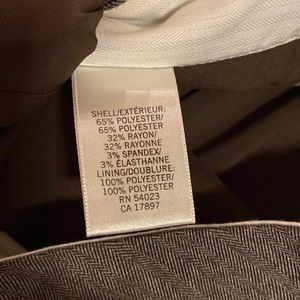 SHELL/EXTÉRIEUR:
65% POLYESTER/
65% POLYESTER
32% RAYON/
32% RAYONNE
3% SPANDEX/
3% ÉLASTHANNE
LINING/DOUBLURE:
100% POLYESTER/
100% POLYESTER
RN 54023
CA 17897